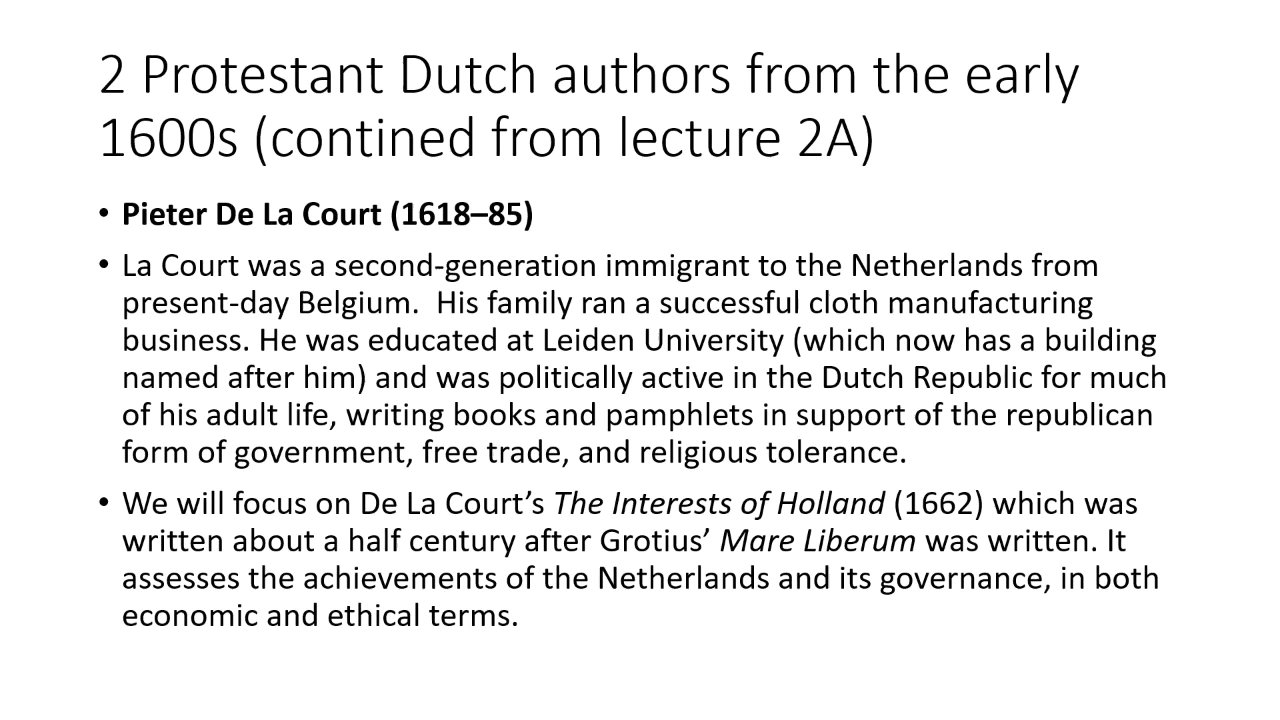 2 Protestant Dutch authors from the early
1600s (contined from lecture 2A)
• Pieter De La Court (1618–85)
• La Court was a second-generation immigrant to the Netherlands from
present-day Belgium.  His family ran a successful cloth manufacturing
business. He was educated at Leiden University (which now has a building
named after him) and was politically active in the Dutch Republic for much
of his adult life, writing books and pamphlets in support of the republican
form of government, free trade, and religious tolerance.
• We will focus on De La Court’s The Interests of Holland (1662) which was
written about a half century after Grotius’ Mare Liberum was written. It
assesses the achievements of the Netherlands and its governance, in both
economic and ethical terms.